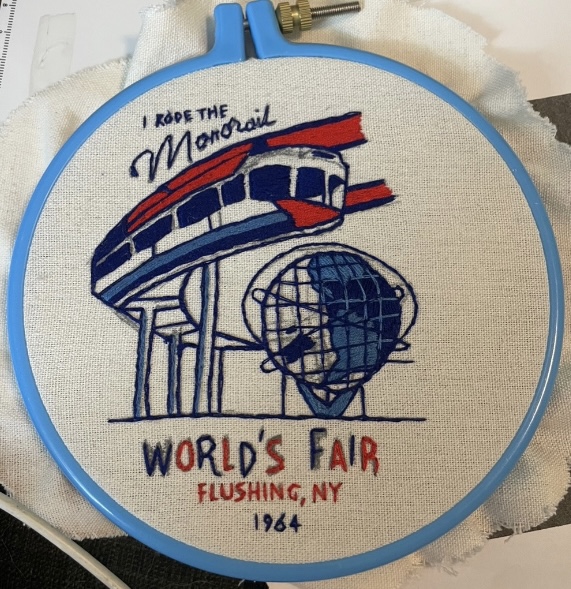 I RODE THE
Monorail
WORLD'S FAIR
FLUSHING, NY
1964